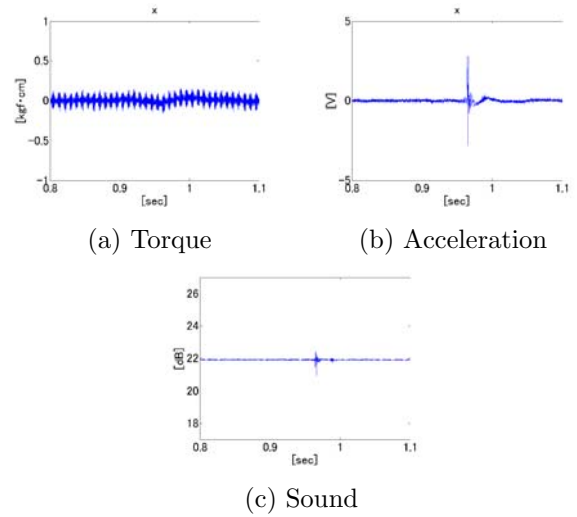 x
1
0.5
0
-0.5
-1
[kgf·cm]
0.8
0.9
1
1.1
[sec]
(a) Torque
x
5
0
-5
[V]
0.8
0.9
1
1.1
[sec]
(b) Acceleration
26
24
22
20
18
[dB]
0.8
0.9
1
1.1
[sec]
(c) Sound